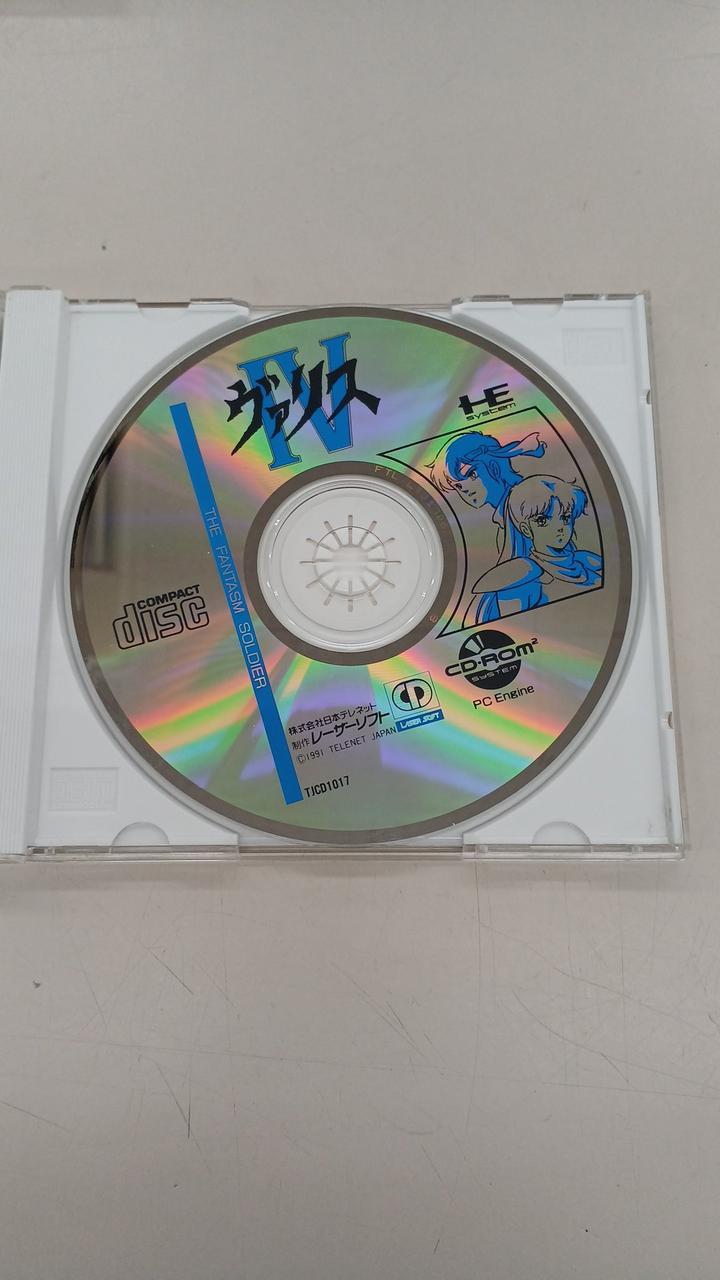 ヴァリス
IV
HE
system
THE FANTASM SOLDIER
COMPACT
disc
CD-ROM²
SYSTEM
PC Engine
株式会社日本テレネット
制作 レーザーソフト
LASER SOFT
©1991 TELENET JAPAN
TJCD1017